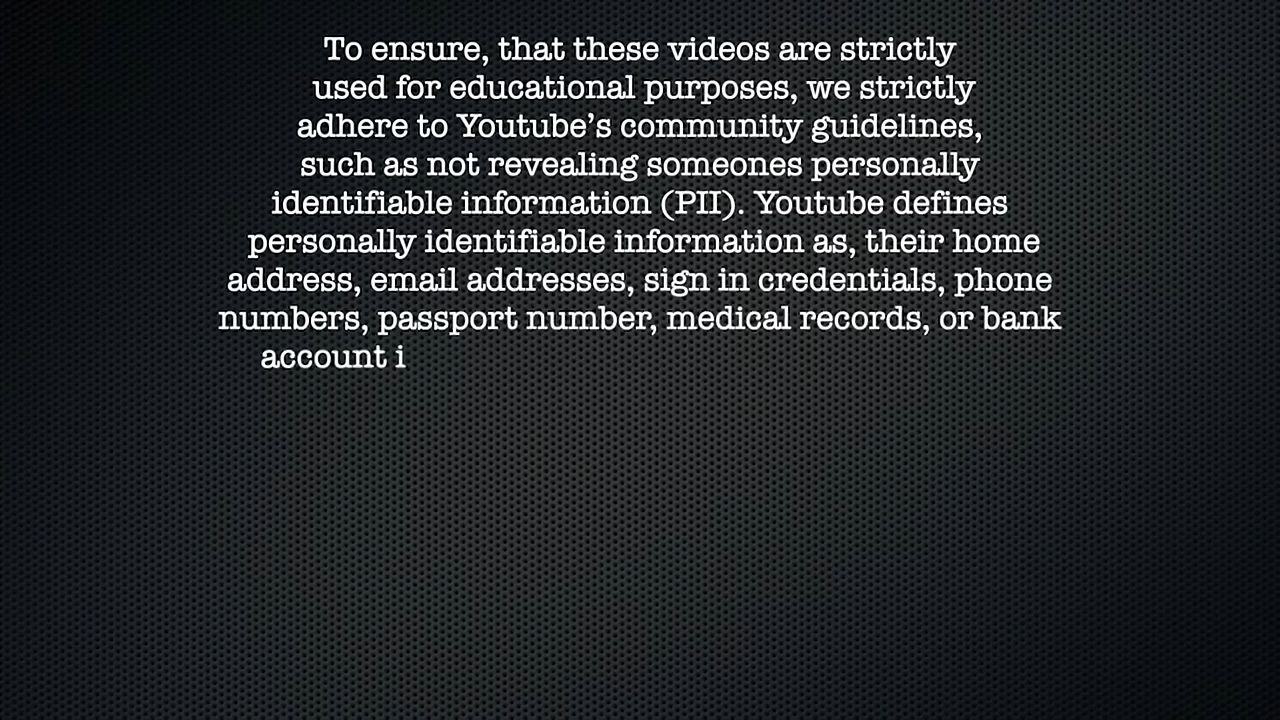 To ensure, that these videos are strictly
used for educational purposes, we strictly
adhere to Youtube’s community guidelines,
such as not revealing someones personally
identifiable information (PII). Youtube defines
personally identifiable information as, their home
address, email addresses, sign in credentials, phone
numbers, passport number, medical records, or bank
account i